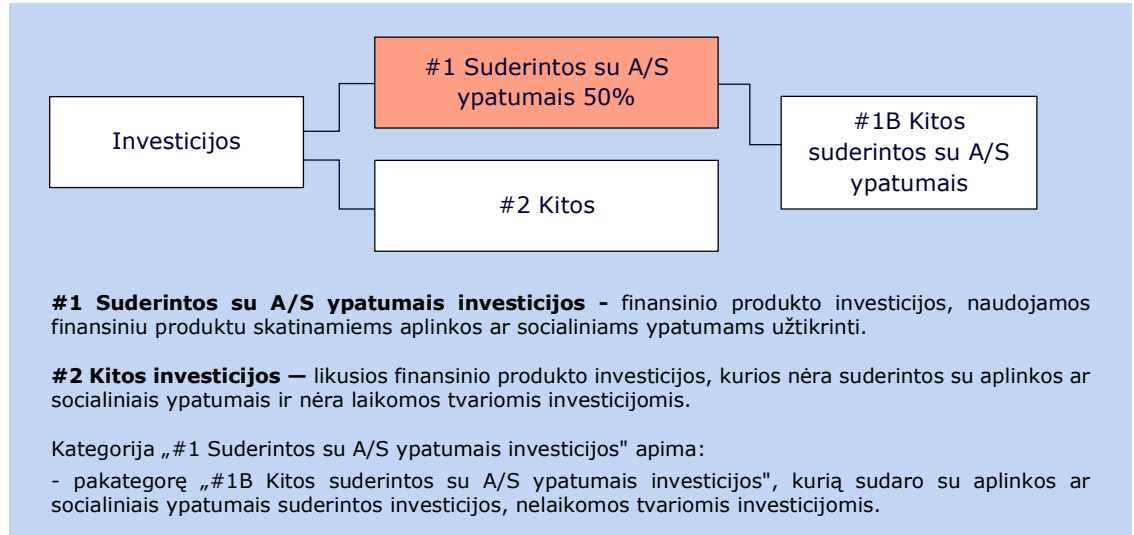 #1 Suderintos su A/S
ypatumais 50%
Investicijos
#1B Kitos
suderintos su A/S
ypatumais
#2 Kitos
#1 Suderintos su A/S ypatumais investicijos - finansinio produkto investicijos, naudojamos
finansiniu produktu skatinamiems aplinkos ar socialiniams ypatumams užtikrinti.
#2 Kitos investicijos — likusios finansinio produkto investicijos, kurios nėra suderintos su aplinkos ar
socialiniais ypatumais ir nėra laikomos tvariomis investicijomis.
Kategorija „#1 Suderintos su A/S ypatumais investicijos" apima:
- pakategorę „#1B Kitos suderintos su A/S ypatumais investicijos", kurią sudaro su aplinkos ar
socialiniais ypatumais suderintos investicijos, nelaikomos tvariomis investicijomis.